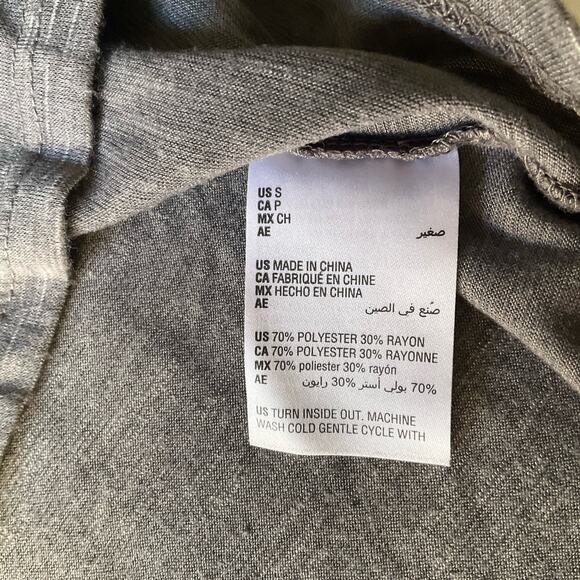 US S
CA P
MX CH
AE صغير
US MADE IN CHINA
CA FABRIQUÉ EN CHINE
MX HECHO EN CHINA
AE صُنع في الصين
US 70% POLYESTER 30% RAYON
CA 70% POLYESTER 30% RAYONNE
MX 70% poliester 30% rayón
AE 70% بولي أستر 30% رايون
US TURN INSIDE OUT. MACHINE
WASH COLD GENTLE CYCLE WITH